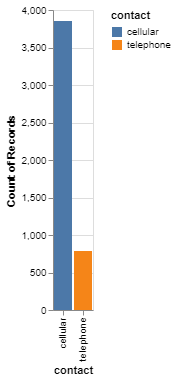 contact
cellular
telephone
4,000
3,500
3,000
2,500
2,000
1,500
1,000
500
0
Count of Records
cellular
telephone
contact